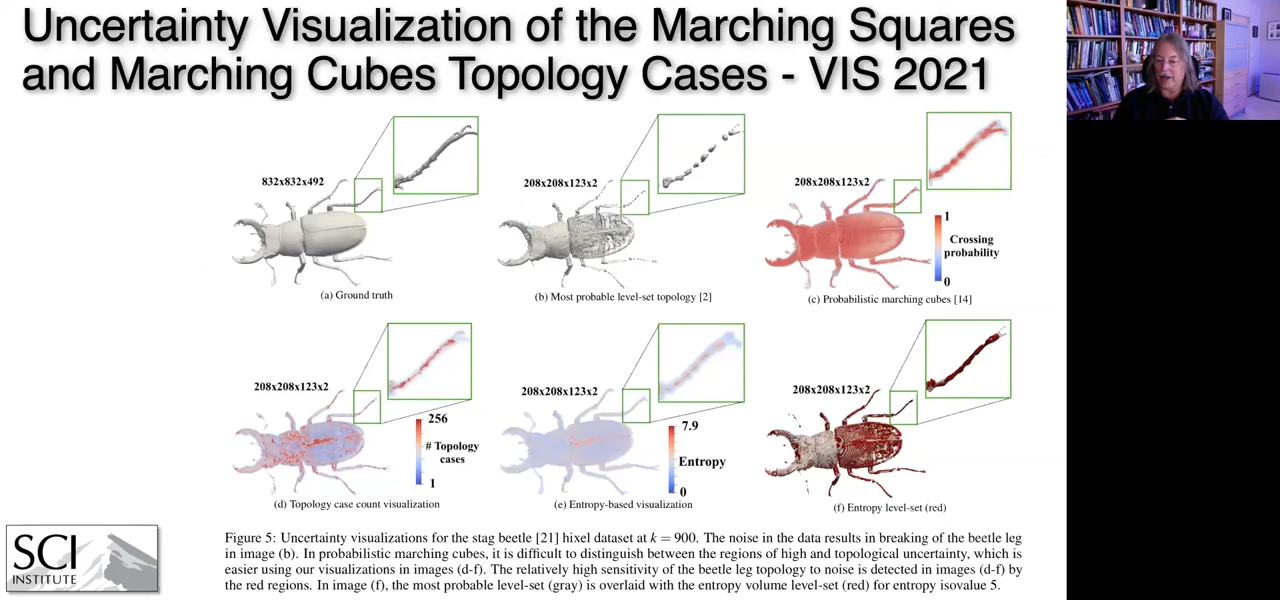 Uncertainty Visualization of the Marching Squares
and Marching Cubes Topology Cases - VIS 2021
832x832x492
(a) Ground truth
208x208x123x2
(b) Most probable level-set topology [2]
208x208x123x2
1
Crossing
probability
0
(c) Probabilistic marching cubes [14]
208x208x123x2
256
# Topology
cases
1
(d) Topology case count visualization
208x208x123x2
7.9
Entropy
0
(e) Entropy-based visualization
208x208x123x2
(f) Entropy level-set (red)
SCI
INSTITUTE
Figure 5: Uncertainty visualizations for the stag beetle [21] hixel dataset at k = 900. The noise in the data results in breaking of the beetle leg
in image (b). In probabilistic marching cubes, it is difficult to distinguish between the regions of high and topological uncertainty, which is
easier using our visualizations in images (d-f). The relatively high sensitivity of the beetle leg topology to noise is detected in images (d-f) by
the red regions. In image (f), the most probable level-set (gray) is overlaid with the entropy volume level-set (red) for entropy isovalue 5.